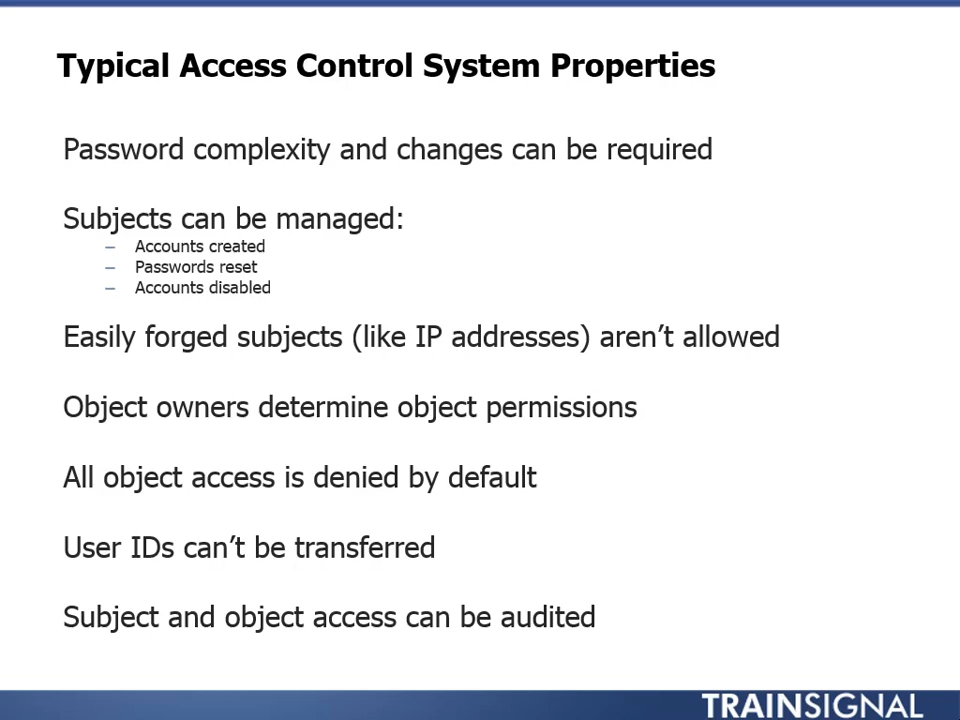 Typical Access Control System Properties
Password complexity and changes can be required
Subjects can be managed:
– Accounts created
– Passwords reset
– Accounts disabled
Easily forged subjects (like IP addresses) aren’t allowed
Object owners determine object permissions
All object access is denied by default
User IDs can’t be transferred
Subject and object access can be audited
TRAINSIGNAL